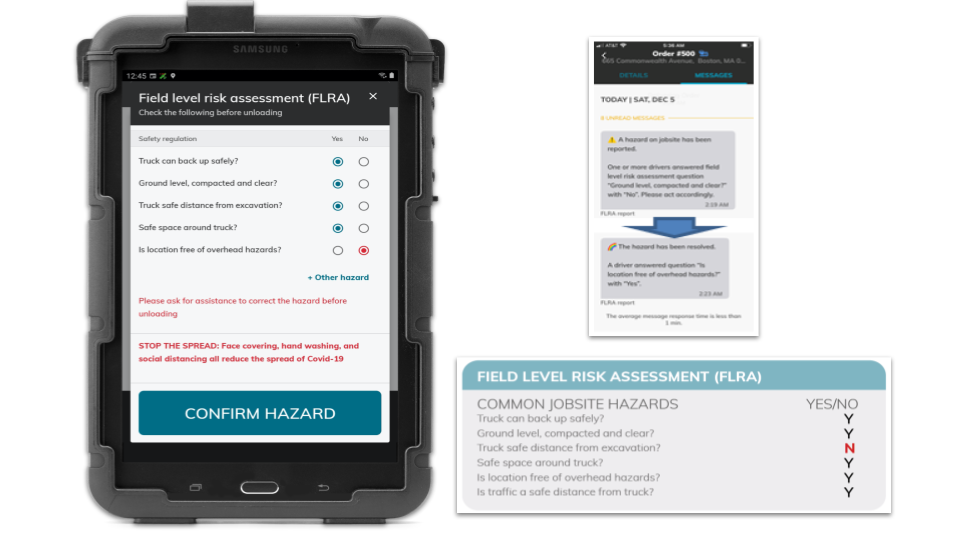 SAMSUNG
12:45
Field level risk assessment (FLRA)
Check the following before unloading
Safety regulation Yes No
Truck can back up safely?
Ground level, compacted and clear?
Truck safe distance from excavation?
Safe space around truck?
Is location free of overhead hazards?
+ Other hazard
Please ask for assistance to correct the hazard before
unloading
STOP THE SPREAD: Face covering, hand washing, and
social distancing all reduce the spread of Covid-19
CONFIRM HAZARD
AT&T 5:36 AM
Order #500
Commonwealth Avenue, Boston, MA 0...
DETAILS MESSAGES
TODAY | SAT, DEC 5
UNREAD MESSAGES
A hazard on jobsite has been
reported.
One or more drivers answered field
level risk assessment question
"Ground level, compacted and clear?"
with "No". Please act accordingly.
2:19 AM
FLRA report
The hazard has been resolved.
A driver answered question "Is
location free of overhead hazards?"
with "Yes".
2:23 AM
FLRA report
The average message response time is less than
1 min.
FIELD LEVEL RISK ASSESSMENT (FLRA)
COMMON JOBSITE HAZARDS YES/NO
Truck can back up safely? Y
Ground level, compacted and clear? Y
Truck safe distance from excavation? N
Safe space around truck? Y
Is location free of overhead hazards? Y
Is traffic a safe distance from truck? Y